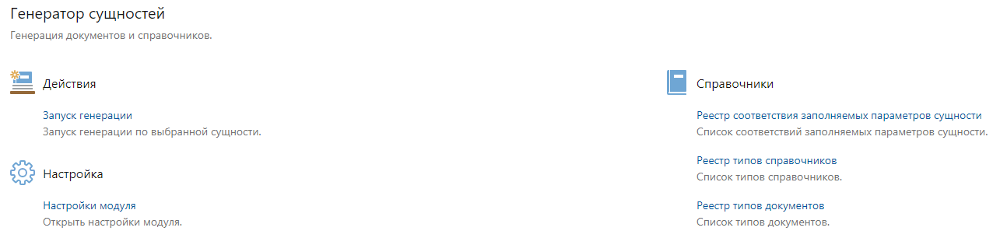 Генератор сущностей
Генерация документов и справочников.
Действия
Запуск генерации
Запуск генерации по выбранной сущности.
Настройка
Настройки модуля
Открыть настройки модуля.
Справочники
Реестр соответствия заполняемых параметров сущности
Список соответствий заполняемых параметров сущности.
Реестр типов справочников
Список типов справочников.
Реестр типов документов
Список типов документов.